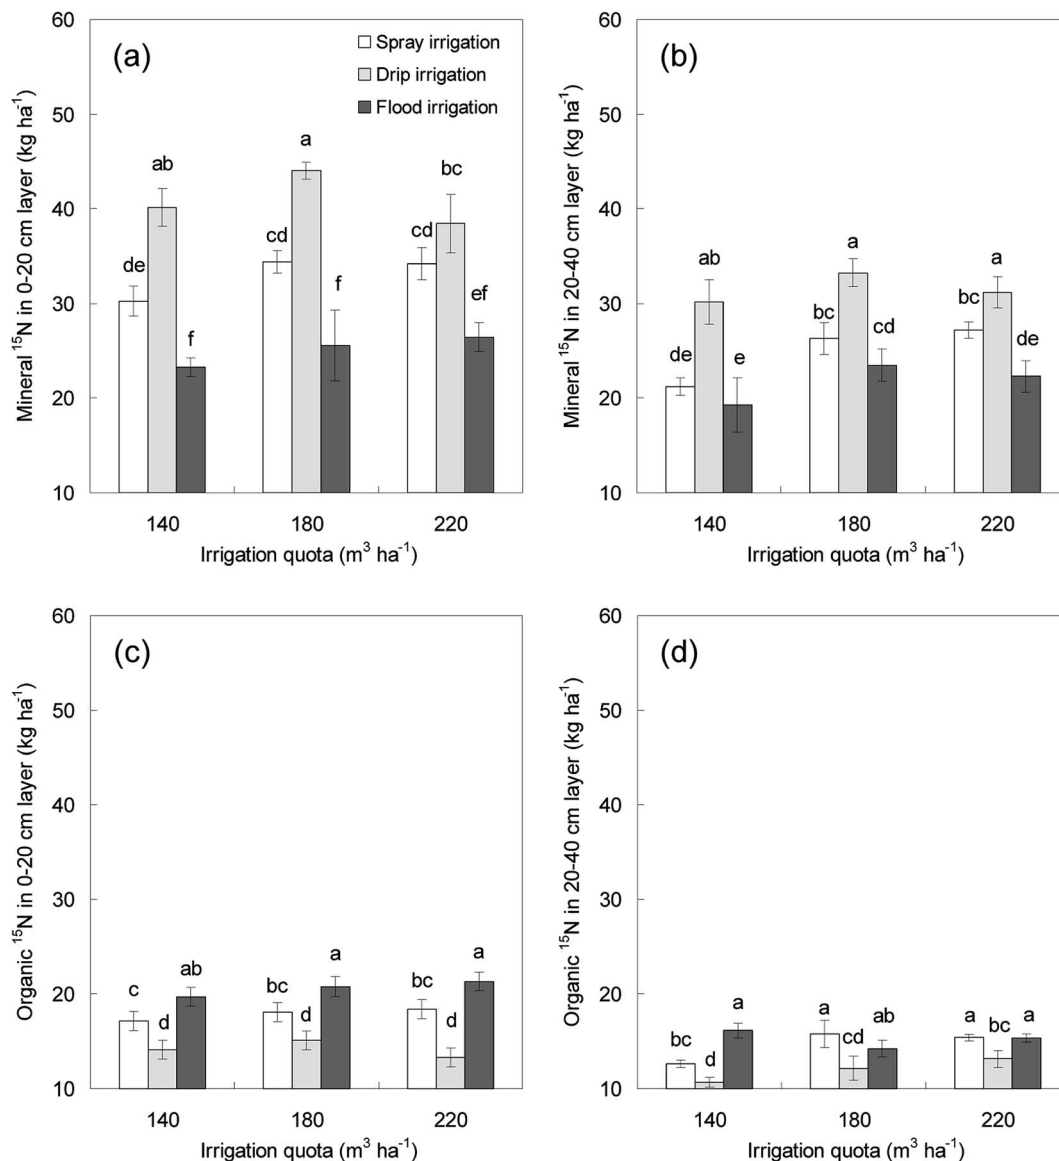 (a)
Spray irrigation
Drip irrigation
Flood irrigation
Mineral ¹⁵N in 0-20 cm layer (kg ha⁻¹)
60
50
40
30
20
10
de
ab
f
cd
a
f
cd
bc
ef
140
180
220
Irrigation quota (m³ ha⁻¹)
(b)
Mineral ¹⁵N in 20-40 cm layer (kg ha⁻¹)
60
50
40
30
20
10
de
ab
e
bc
a
cd
bc
a
de
140
180
220
Irrigation quota (m³ ha⁻¹)
(c)
Organic ¹⁵N in 0-20 cm layer (kg ha⁻¹)
60
50
40
30
20
10
c
d
ab
bc
d
a
bc
d
a
140
180
220
Irrigation quota (m³ ha⁻¹)
(d)
Organic ¹⁵N in 20-40 cm layer (kg ha⁻¹)
60
50
40
30
20
10
bc
d
a
a
cd
ab
a
bc
a
140
180
220
Irrigation quota (m³ ha⁻¹)